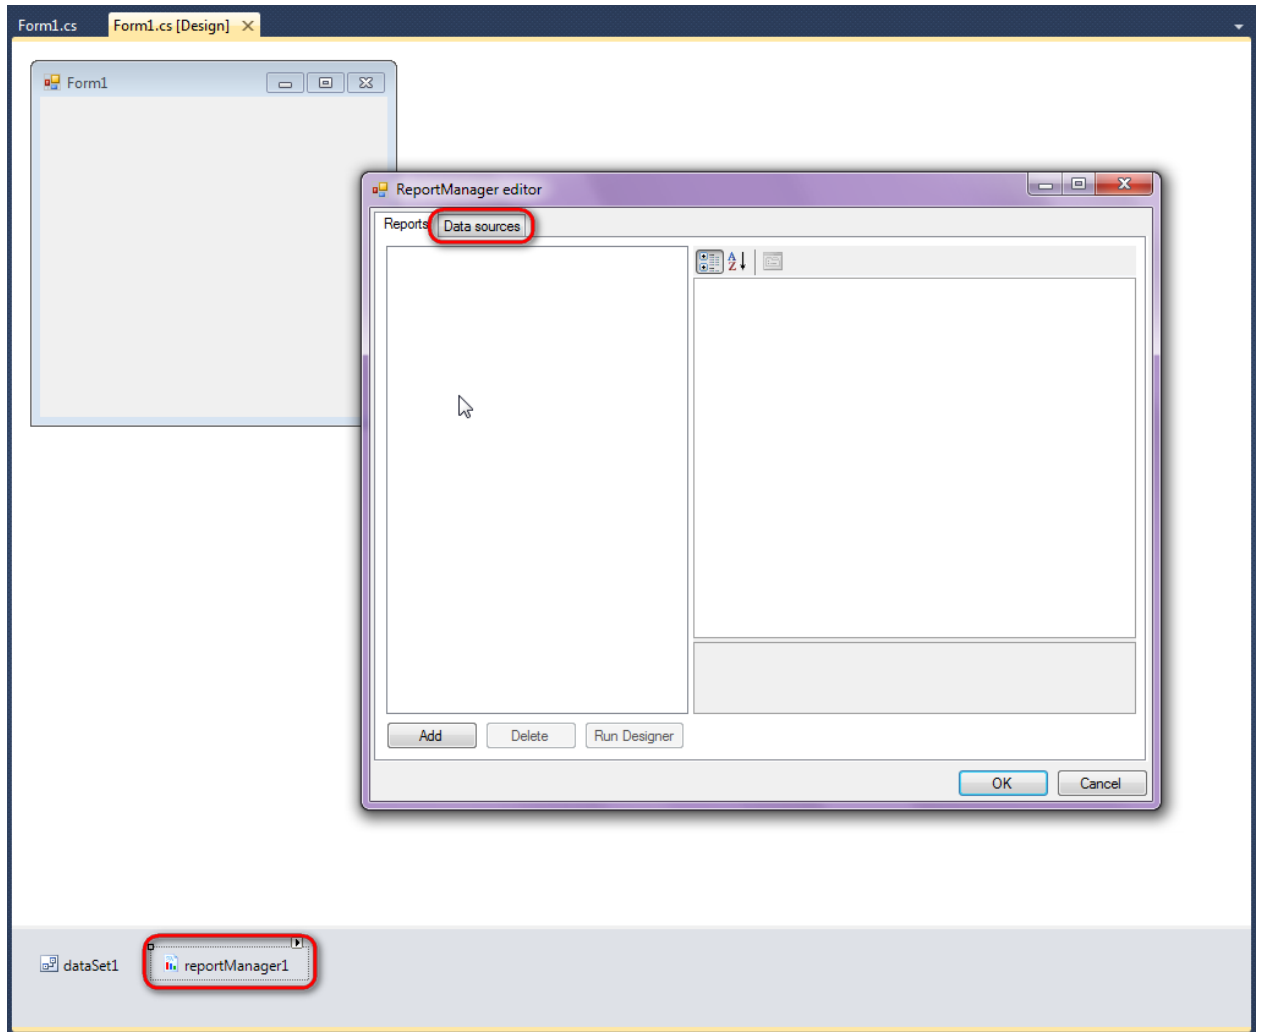 Form1.cs Form1.cs [Design]
Form1
ReportManager editor
Reports Data sources
A
Z
Add Delete Run Designer
OK Cancel
dataSet1 reportManager1